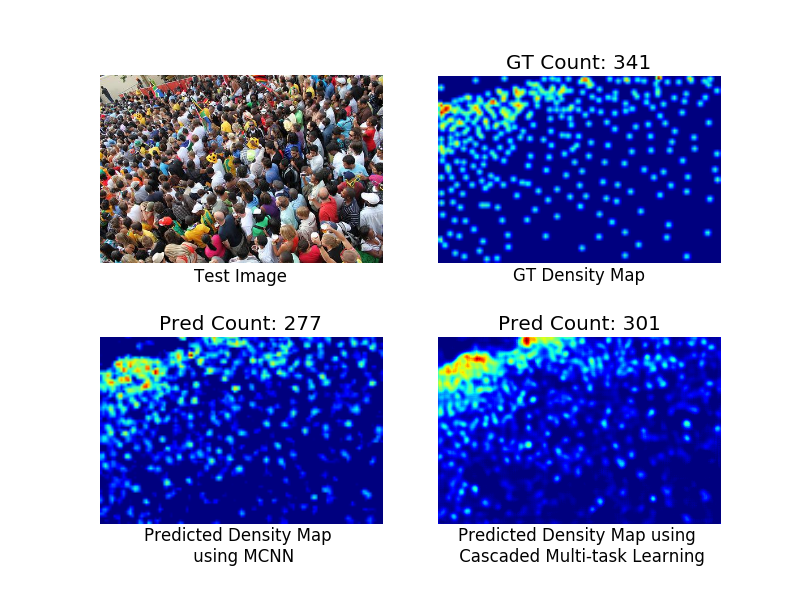 GT Count: 341
Test Image
GT Density Map
Pred Count: 277
Pred Count: 301
Predicted Density Map
using MCNN
Predicted Density Map using
Cascaded Multi-task Learning